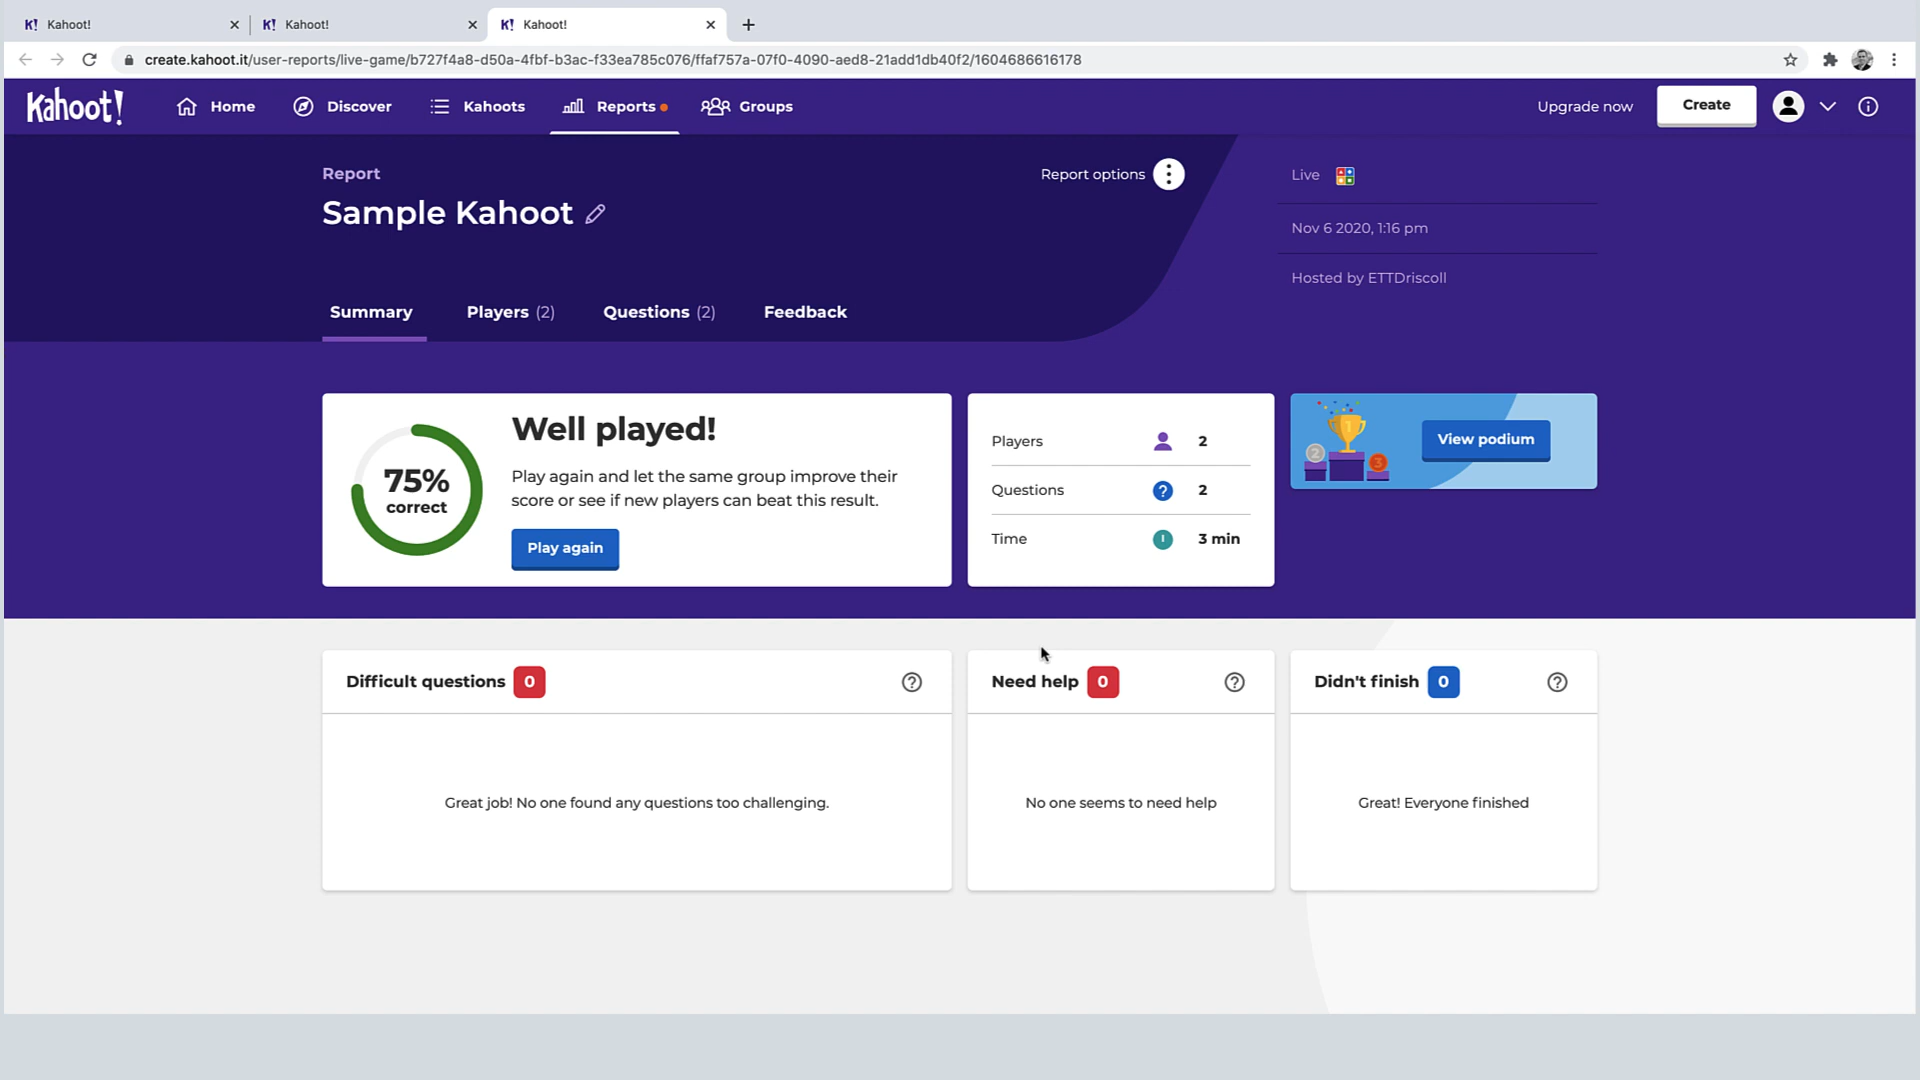 K! Kahoot!
K! Kahoot!
K! Kahoot!
create.kahoot.it/user-reports/live-game/b727f4a8-d50a-4fbf-b3ac-f33ea785c076/ffaf757a-07f0-4090-aed8-21add1db40f2/1604686616178
Kahoot! Home Discover Kahoots Reports Groups Upgrade now Create
Report
Report options
Sample Kahoot
Live
Nov 6 2020, 1:16 pm
Hosted by ETTDriscoll
Summary Players (2) Questions (2) Feedback
75%
correct
Well played!
Play again and let the same group improve their
score or see if new players can beat this result.
Play again
Players 2
Questions ? 2
Time 3 min
1
2
3
View podium
Difficult questions 0 ?
Great job! No one found any questions too challenging.
Need help 0 ?
No one seems to need help
Didn't finish 0 ?
Great! Everyone finished